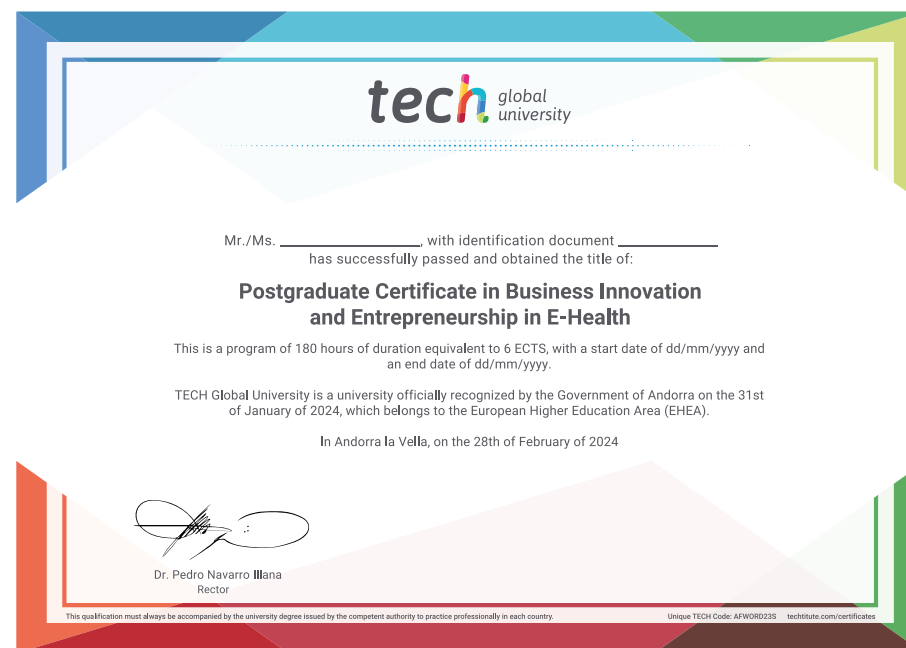 tech global
university
Mr./Ms. ____________, with identification document ____________
has successfully passed and obtained the title of:
Postgraduate Certificate in Business Innovation
and Entrepreneurship in E-Health
This is a program of 180 hours of duration equivalent to 6 ECTS, with a start date of dd/mm/yyyy and
an end date of dd/mm/yyyy.
TECH Global University is a university officially recognized by the Government of Andorra on the 31st
of January of 2024, which belongs to the European Higher Education Area (EHEA).
In Andorra la Vella, on the 28th of February of 2024
Dr. Pedro Navarro Illana
Rector
This qualification must always be accompanied by the university degree issued by the competent authority to practice professionally in each country.
Unique TECH Code: AFWORD23S techtitute.com/certificates